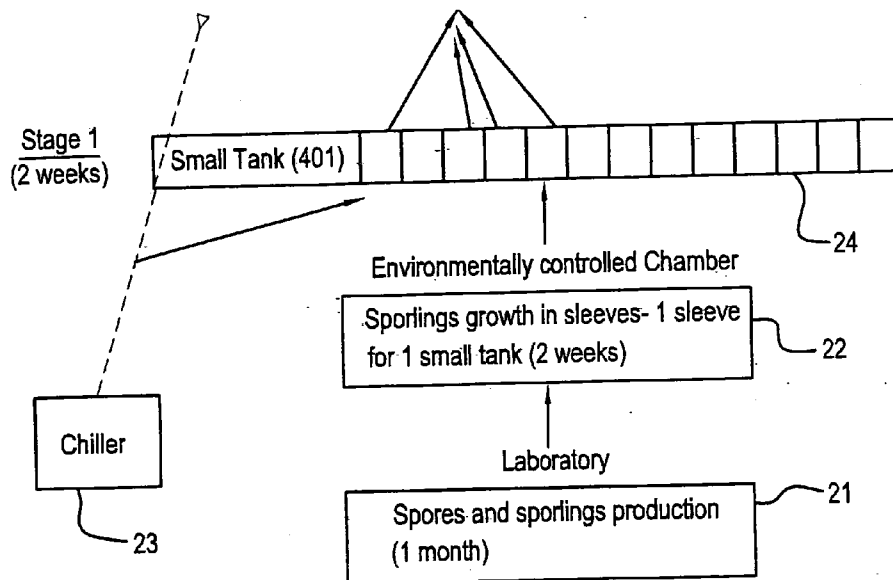 Stage 1
(2 weeks)
Small Tank (401)
24
Environmentally controlled Chamber
Sporlings growth in sleeves- 1 sleeve
for 1 small tank (2 weeks)
22
Chiller
23
Laboratory
21
Spores and sporlings production
(1 month)